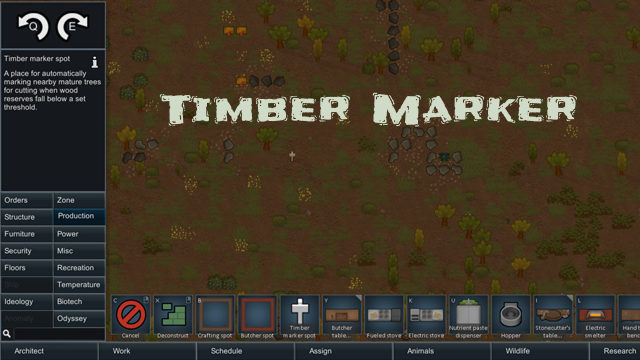 Q E
Timber marker spot
A place for automatically
marking nearby mature trees
for cutting when wood
reserves fall below a set
threshold.
TIMBER MARKER
Orders Zone
Structure Production
Furniture Power
Security Misc
Floors Recreation
Ship Temperature
Ideology Biotech
Anomaly Odyssey
C K B Y K U I L
Cancel
Deconstruct
Crafting spot
Butcher spot
Timber
marker spot
Butcher
table...
Fueled stove
Electric stove
Nutrient paste
dispenser
Hopper
Stonecutter's
table...
Electric
smelter
Architect Work Schedule Assign Animals Wildlife Research